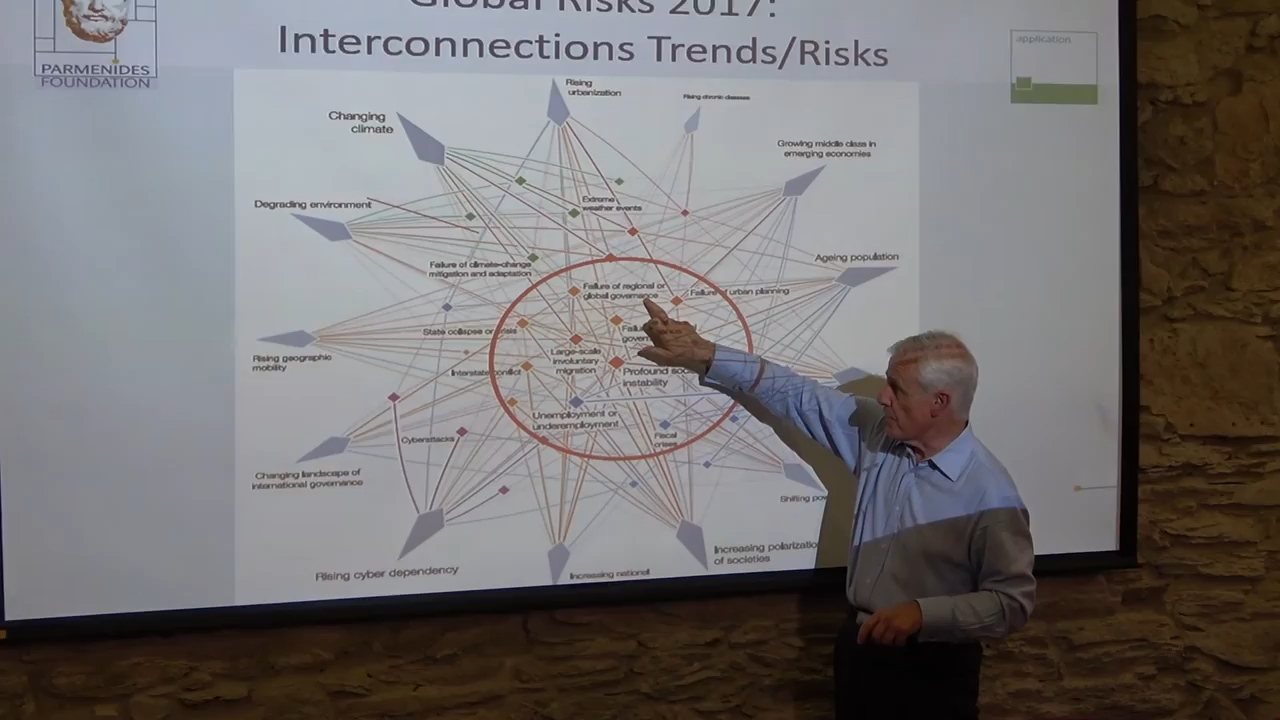 Global Risks 2017:
Interconnections Trends/Risks
PARMENIDES
FOUNDATION
application
Rising
urbanization
Rising chronic diseases
Changing
climate
Growing middle class in
emerging economies
Degrading environment
Extreme
weather events
Ageing population
Failure of climate-change
mitigation and adaptation
Failure of regional or
global governance
Failure of urban planning
State collapse or crisis
Large-scale
involuntary
migration
Rising geographic
mobility
Interstate conflict
Profound soc
instability
Unemployment or
underemployment
Fiscal
crises
Cyberattacks
Changing landscape of
international governance
Shifting pow
Increasing polarizatio
of societies
Rising cyber dependency
Increasing national